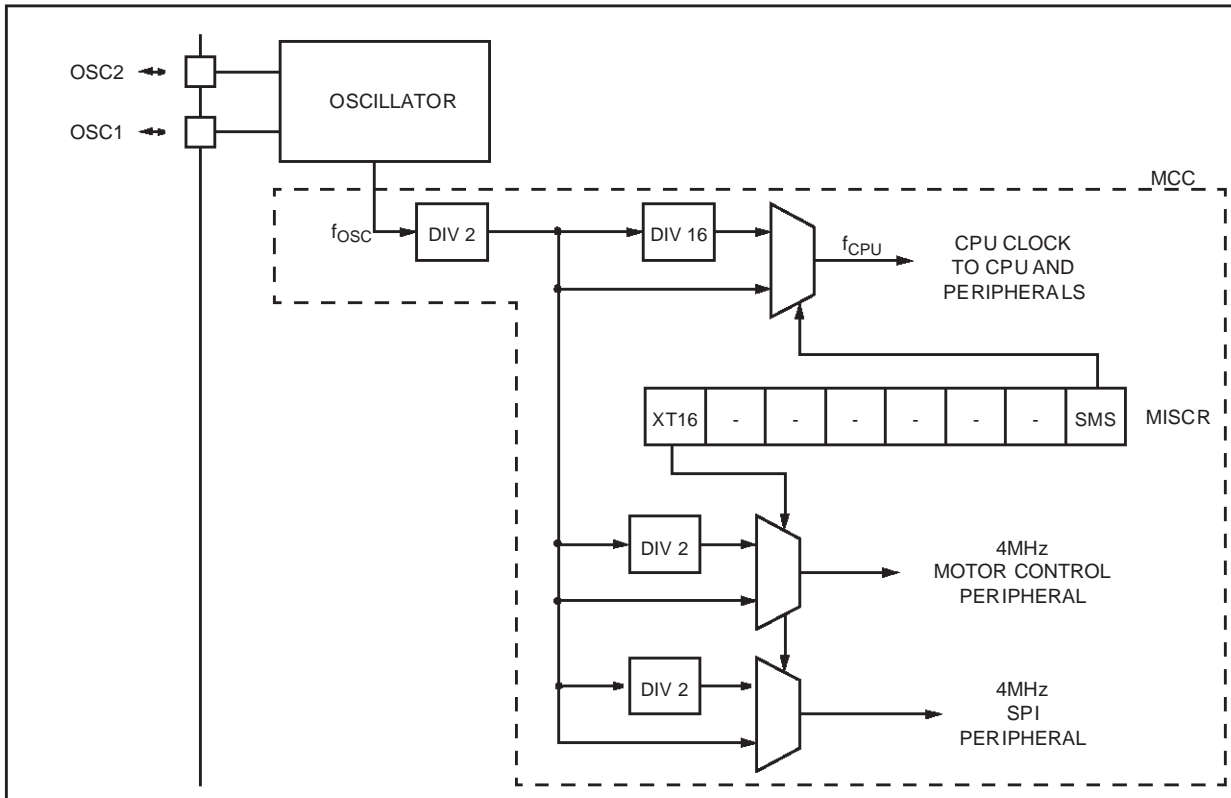 OSC2
OSCILLATOR
OSC1
MCC
fOSC
DIV 2
DIV 16
fCPU
CPU CLOCK
TO CPU AND
PERIPHERALS
XT16 - - - - - - SMS
MISCR
DIV 2
4MHz
MOTOR CONTROL
PERIPHERAL
DIV 2
4MHz
SPI
PERIPHERAL